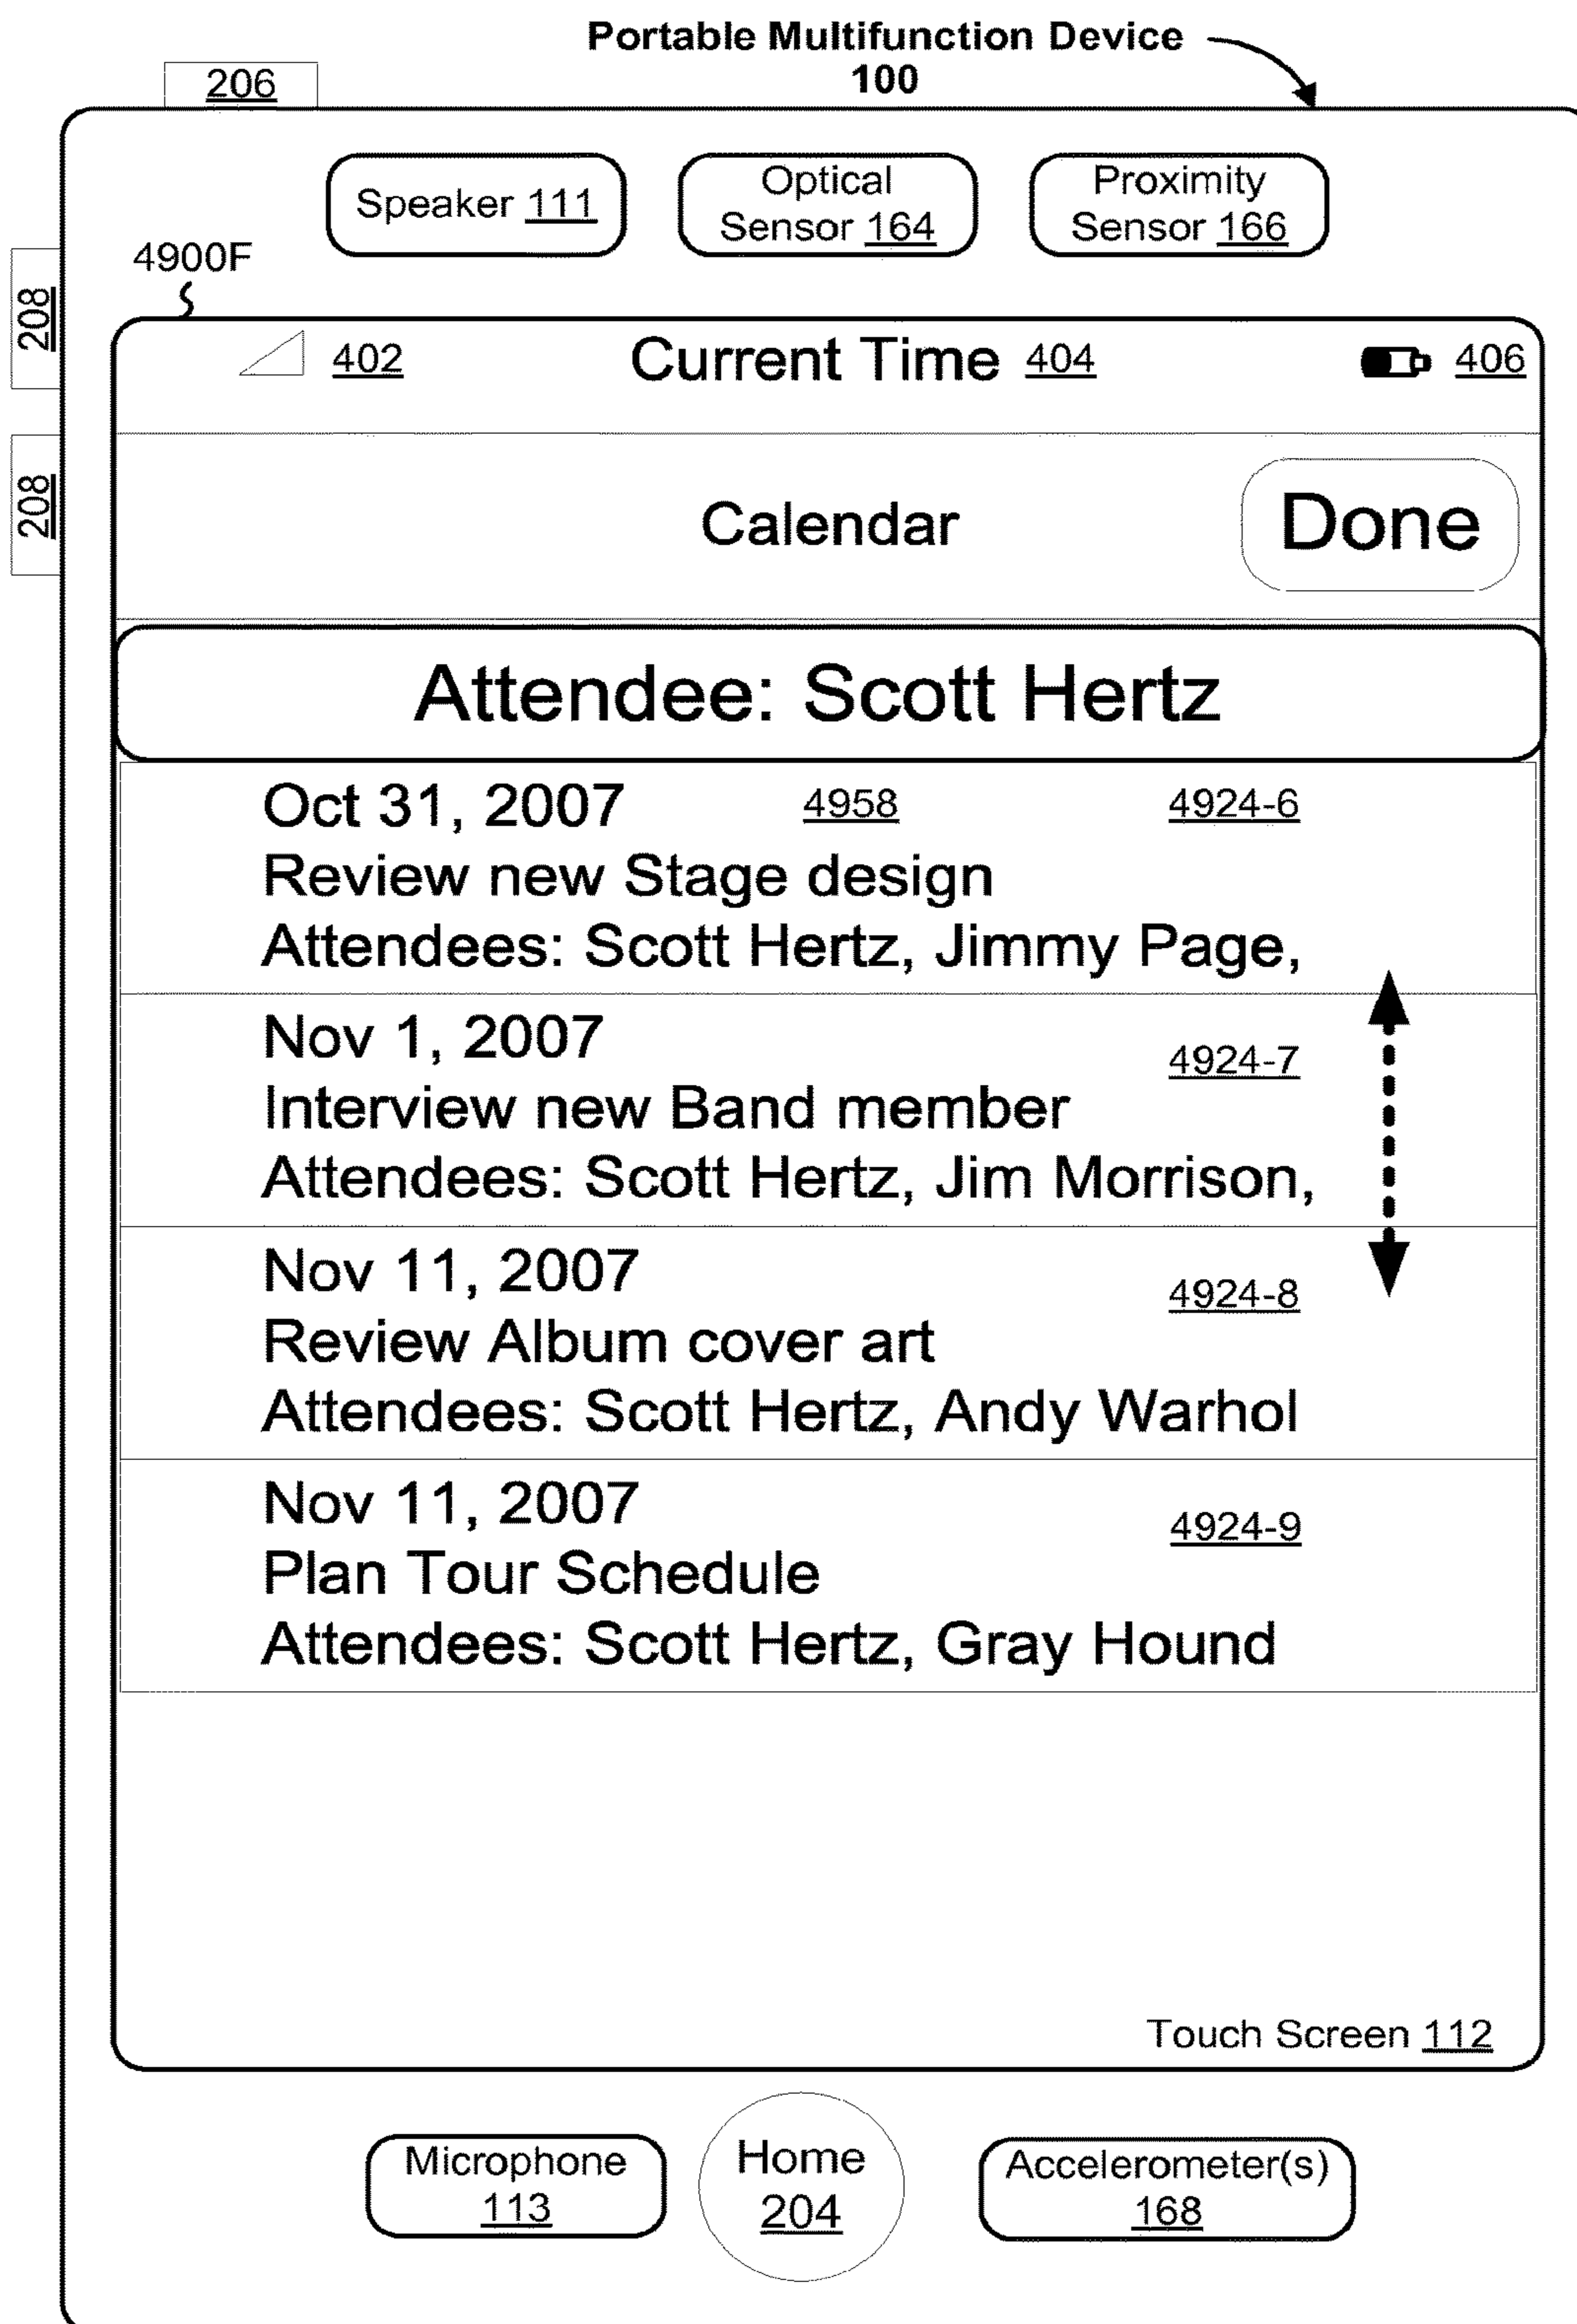 Portable Multifunction Device
100
206
Speaker 111
Optical
Sensor 164
Proximity
Sensor 166
4900F
208
208
402
Current Time 404
406
Calendar
Done
Attendee: Scott Hertz
Oct 31, 2007 4958 4924-6
Review new Stage design
Attendees: Scott Hertz, Jimmy Page,
Nov 1, 2007
4924-7
Interview new Band member
Attendees: Scott Hertz, Jim Morrison,
Nov 11, 2007
4924-8
Review Album cover art
Attendees: Scott Hertz, Andy Warhol
Nov 11, 2007
4924-9
Plan Tour Schedule
Attendees: Scott Hertz, Gray Hound
Touch Screen 112
Microphone
113
Home
204
Accelerometer(s)
168